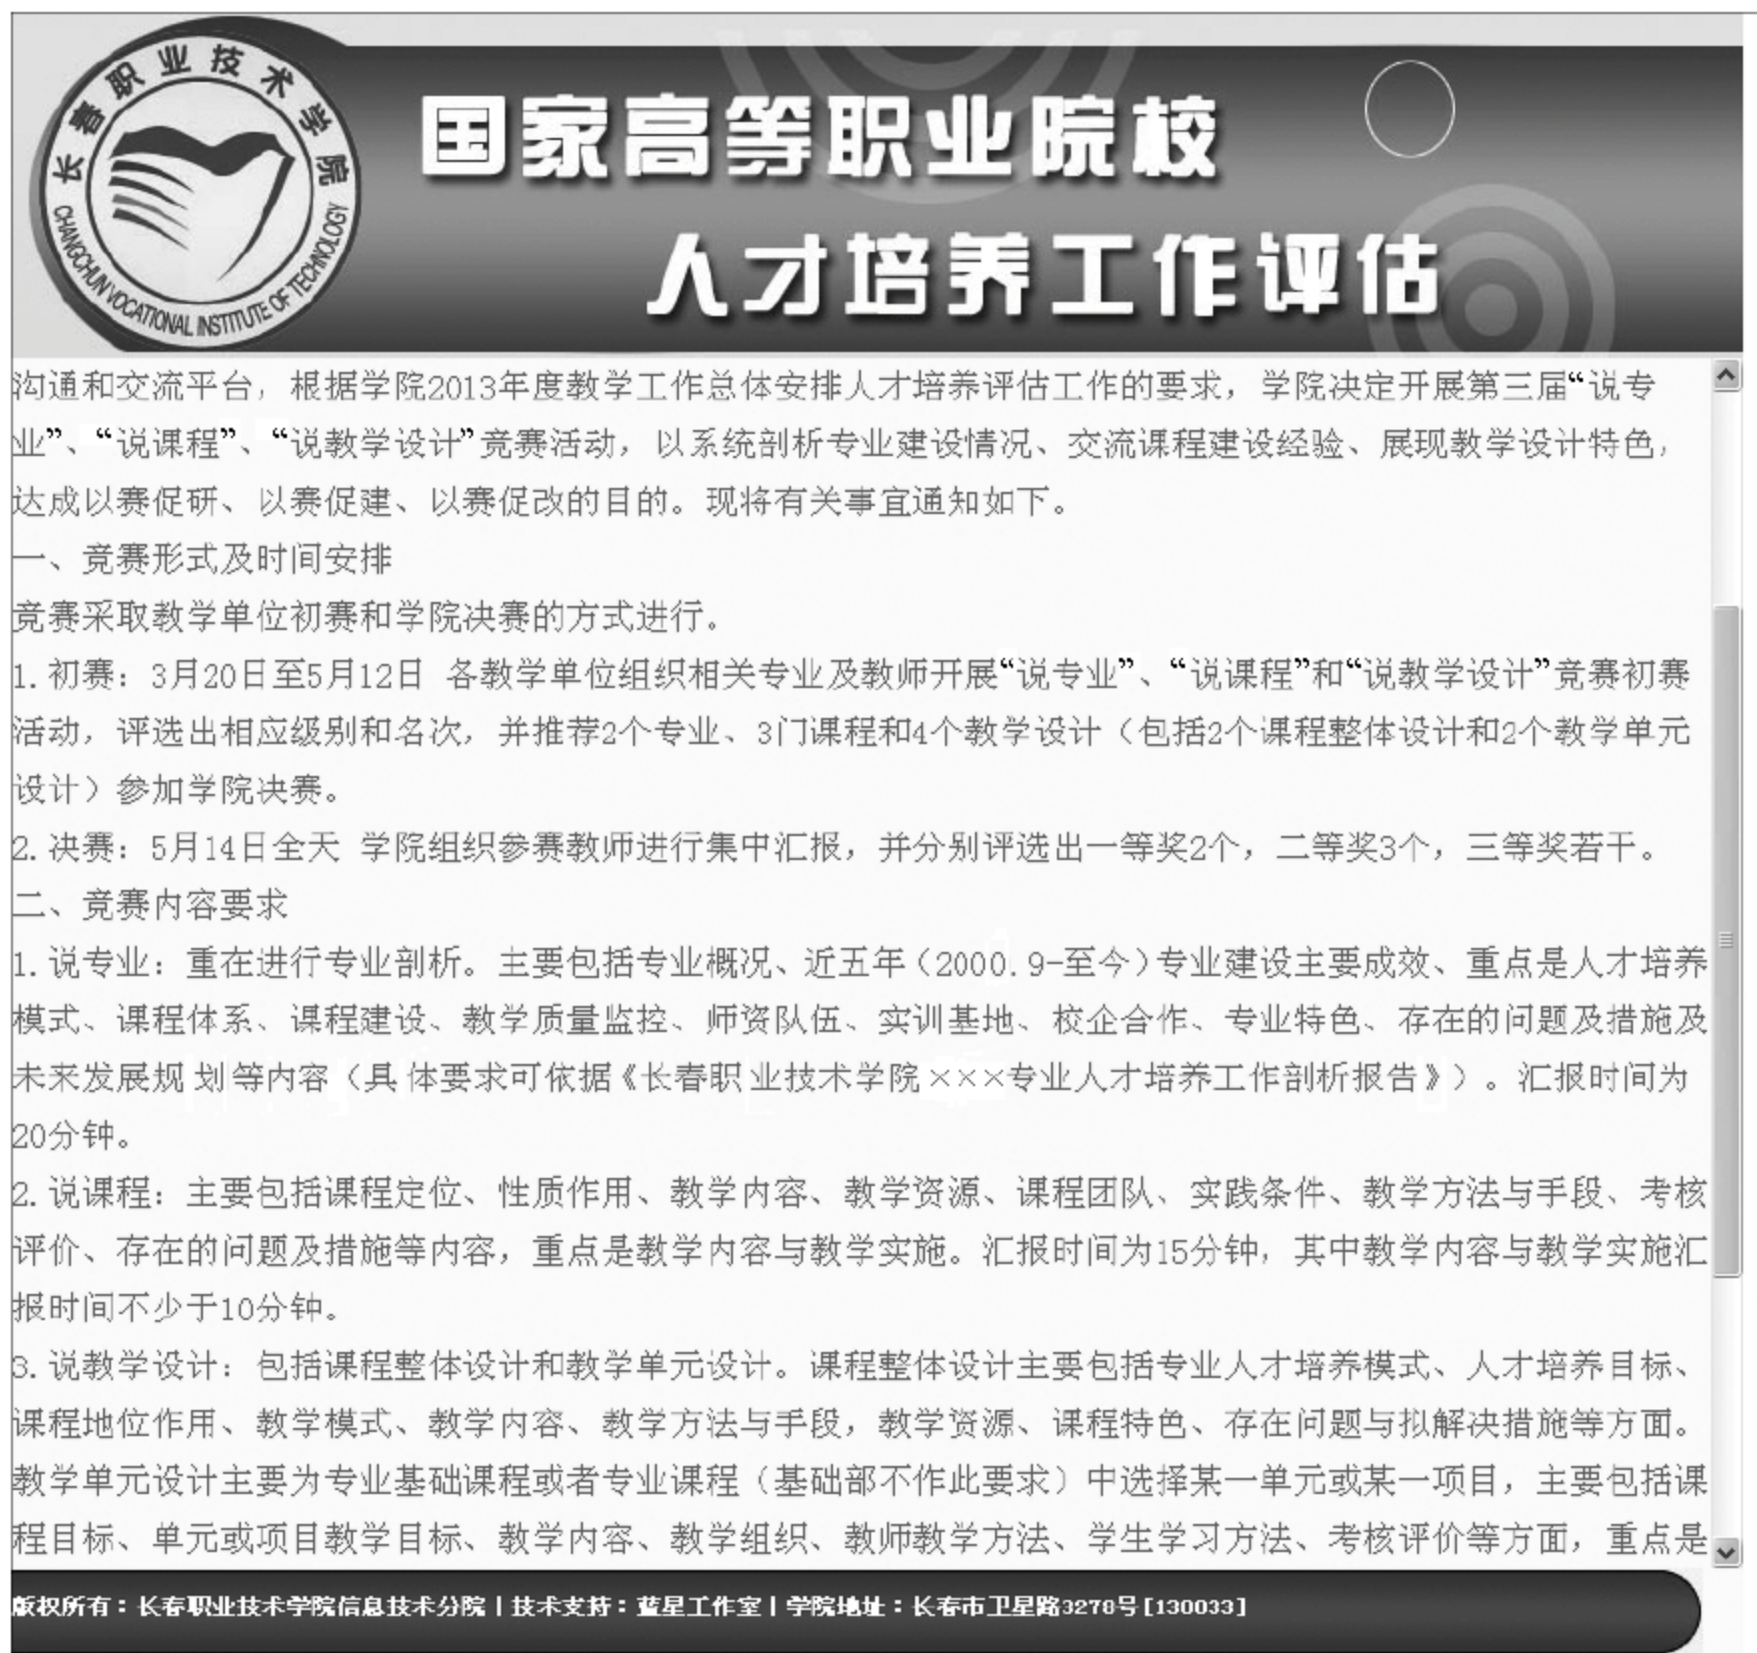 长春职业技术学院
CHANGCHUN VOCATIONAL INSTITUTE OF TECHNOLOGY
国家高等职业院校
人才培养工作评估
沟通和交流平台，根据学院2013年度教学工作总体安排人才培养评估工作的要求，学院决定开展第三届“说专
业”、“说课程”、“说教学设计”竞赛活动，以系统剖析专业建设情况、交流课程建设经验、展现教学设计特色，
达成以赛促研、以赛促建、以赛促改的目的。现将有关事宜通知如下。
一、竞赛形式及时间安排
竞赛采取教学单位初赛和学院决赛的方式进行。
1. 初赛：3月20日至5月12日 各教学单位组织相关专业及教师开展“说专业”、“说课程”和“说教学设计”竞赛初赛
活动，评选出相应级别和名次，并推荐2个专业、3门课程和4个教学设计（包括2个课程整体设计和2个教学单元
设计）参加学院决赛。
2. 决赛：5月14日全天 学院组织参赛教师进行集中汇报，并分别评选出一等奖2个，二等奖3个，三等奖若干。
二、竞赛内容要求
1. 说专业：重在进行专业剖析。主要包括专业概况、近五年（2000.9-至今）专业建设主要成效、重点是人才培养
模式、课程体系、课程建设、教学质量监控、师资队伍、实训基地、校企合作、专业特色、存在的问题及措施及
未来发展规划等内容（具体要求可依据《长春职业技术学院×××专业人才培养工作剖析报告》）。汇报时间为
20分钟。
2. 说课程：主要包括课程定位、性质作用、教学内容、教学资源、课程团队、实践条件、教学方法与手段、考核
评价、存在的问题及措施等内容，重点是教学内容与教学实施。汇报时间为15分钟，其中教学内容与教学实施汇
报时间不少于10分钟。
3. 说教学设计：包括课程整体设计和教学单元设计。课程整体设计主要包括专业人才培养模式、人才培养目标、
课程地位作用、教学模式、教学内容、教学方法与手段，教学资源、课程特色、存在问题与拟解决措施等方面。
教学单元设计主要为专业基础课程或者专业课程（基础部不作此要求）中选择某一单元或某一项目，主要包括课
程目标、单元或项目教学目标、教学内容、教学组织、教师教学方法、学生学习方法、考核评价等方面，重点是
版权所有：长春职业技术学院信息技术分院 | 技术支持：蓝星工作室 | 学院地址：长春市卫星路3278号[130033]